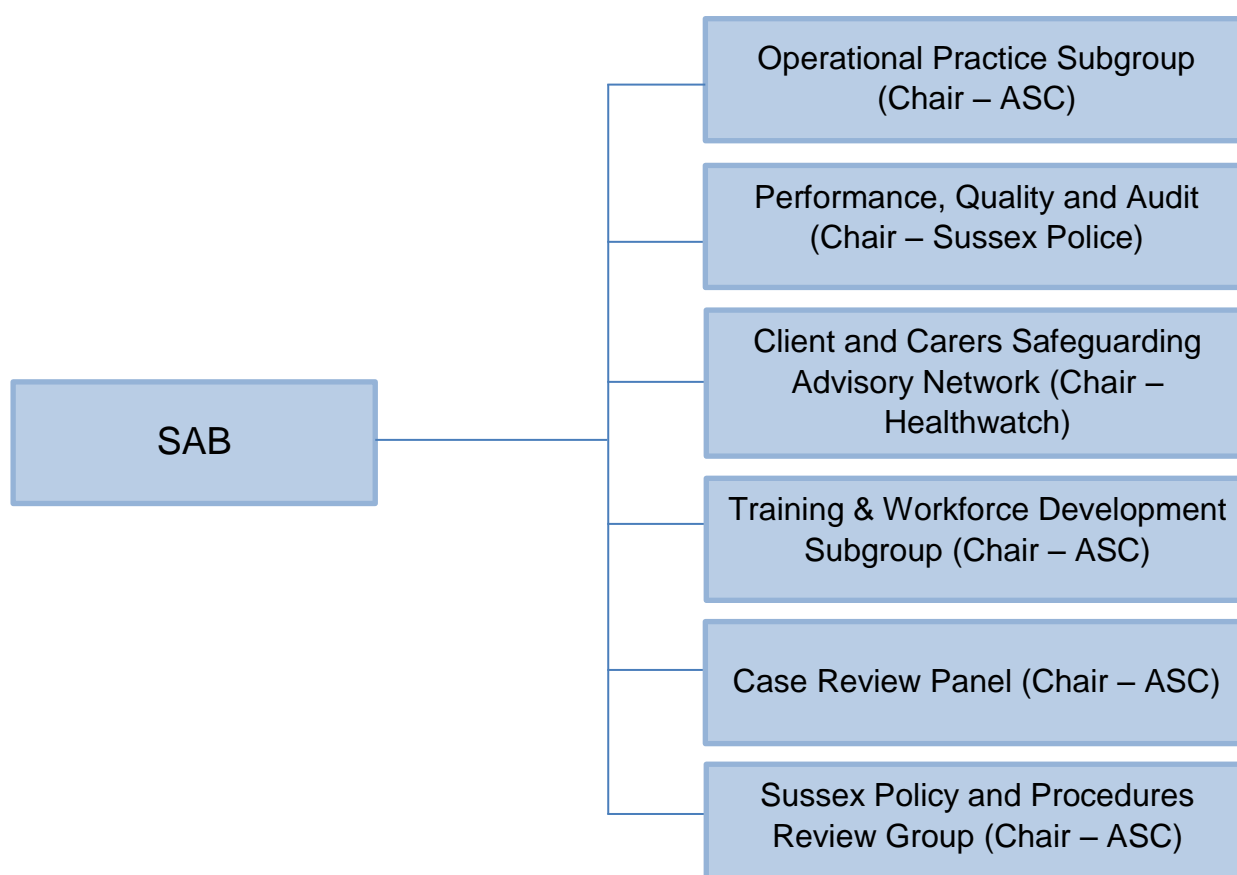 Operational Practice Subgroup
(Chair – ASC)
Performance, Quality and Audit
(Chair – Sussex Police)
Client and Carers Safeguarding
Advisory Network (Chair –
Healthwatch)
SAB
Training & Workforce Development
Subgroup (Chair – ASC)
Case Review Panel (Chair – ASC)
Sussex Policy and Procedures
Review Group (Chair – ASC)